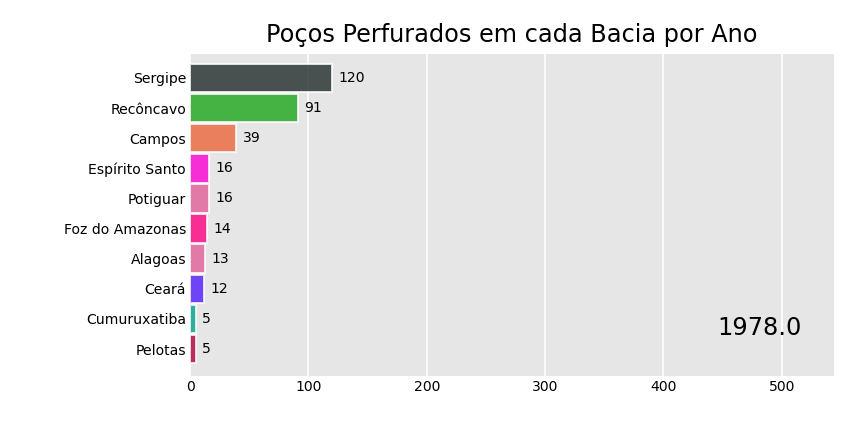 Poços Perfurados em cada Bacia por Ano
Sergipe 120
Recôncavo 91
Campos 39
Espírito Santo 16
Potiguar 16
Foz do Amazonas 14
Alagoas 13
Ceará 12
Cumuruxatiba 5
1978.0
Pelotas 5
0 100 200 300 400 500